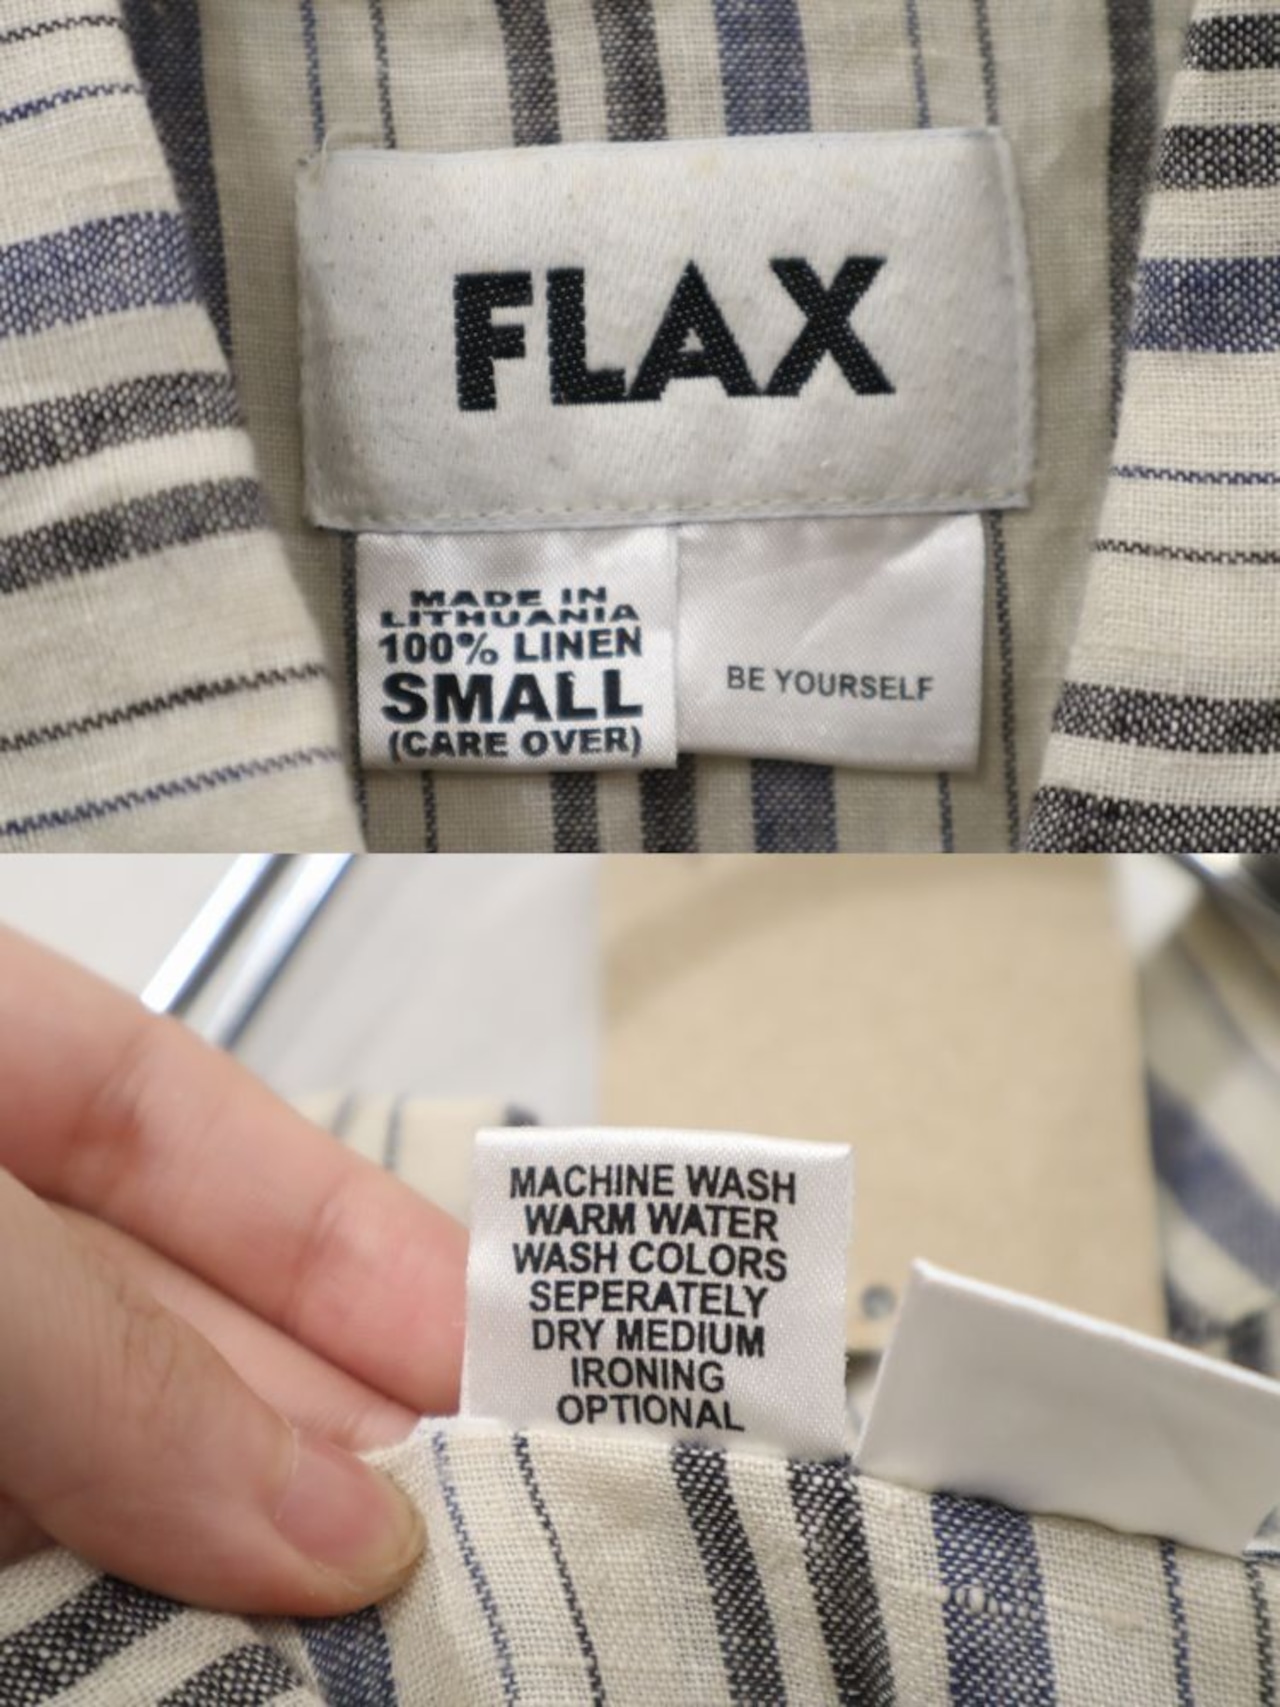 FLAX
MADE IN
LITHUANIA
100% LINEN
SMALL
(CARE OVER)
BE YOURSELF
MACHINE WASH
WARM WATER
WASH COLORS
SEPERATELY
DRY MEDIUM
IRONING
OPTIONAL